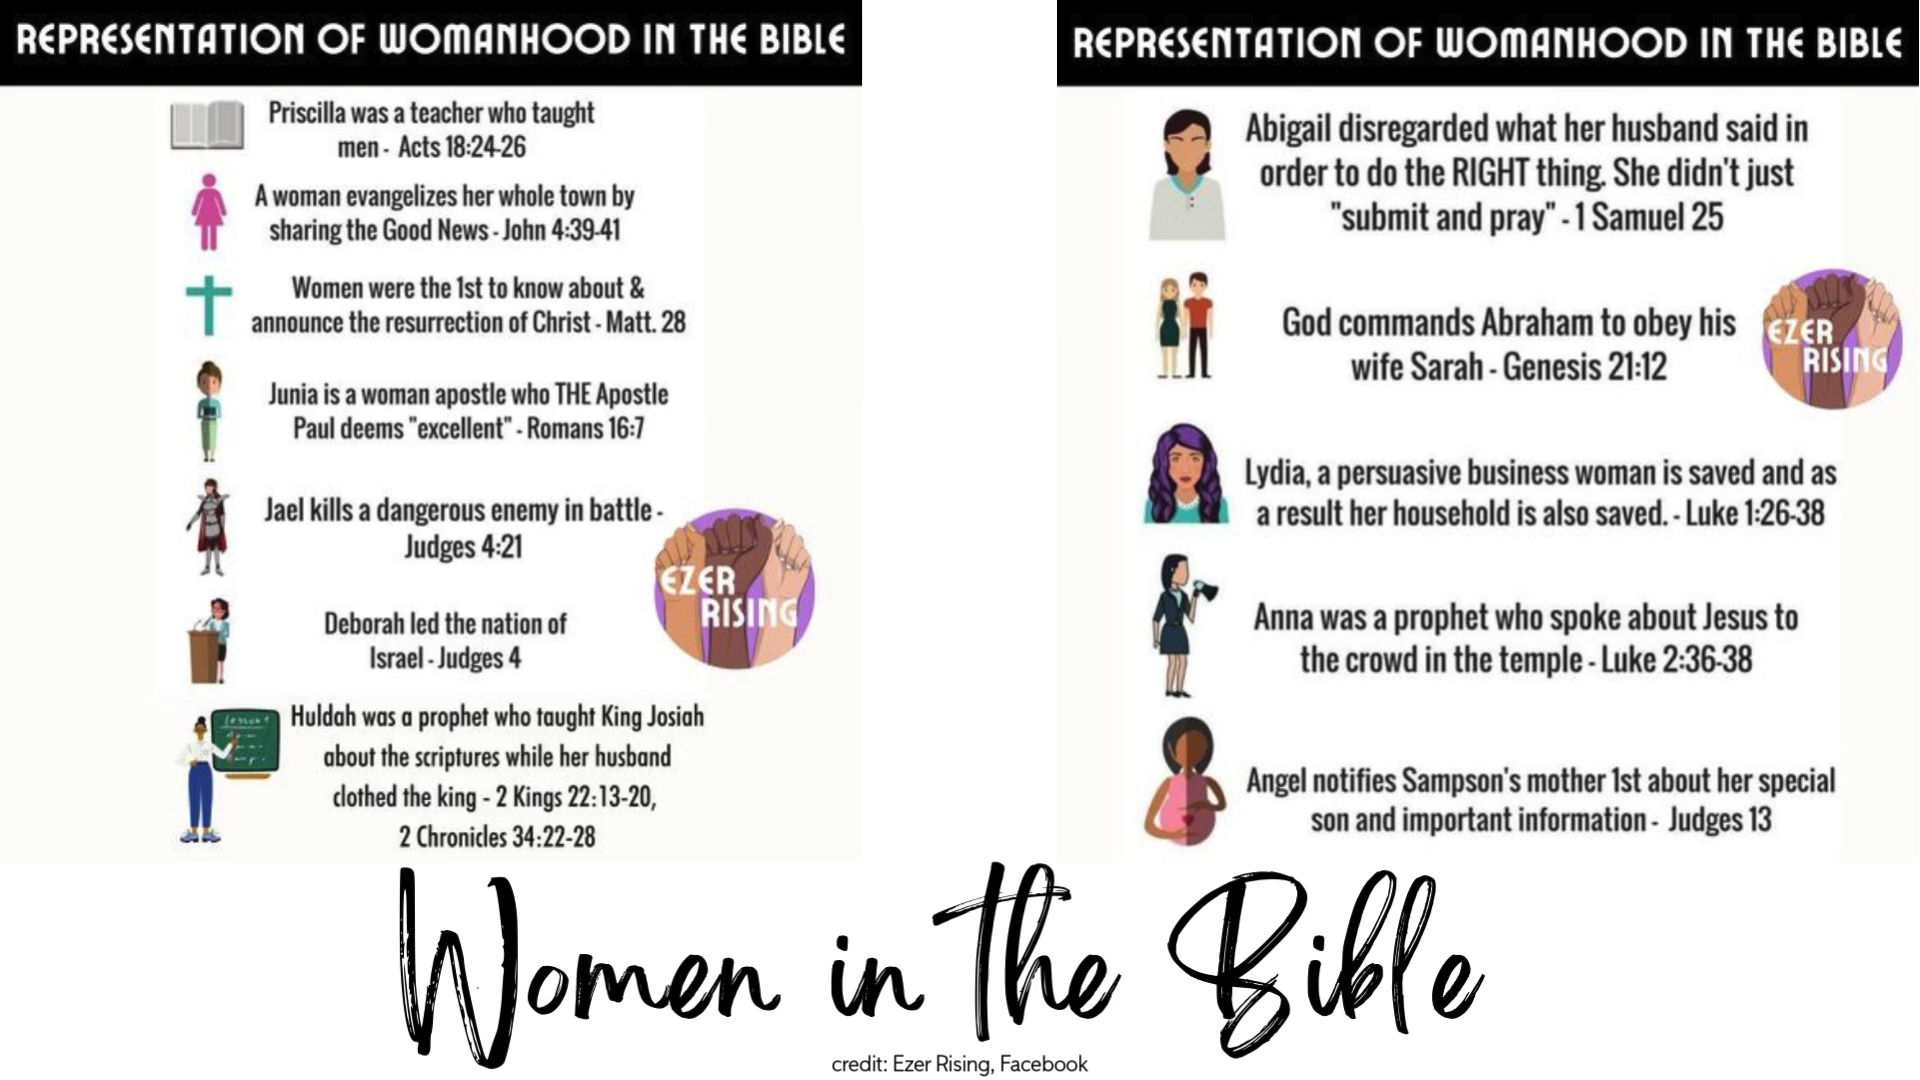 REPRESENTATION OF WOMANHOOD IN THE BIBLE
Priscilla was a teacher who taught
men - Acts 18:24-26
A woman evangelizes her whole town by
sharing the Good News - John 4:39-41
Women were the 1st to know about &
announce the resurrection of Christ - Matt. 28
Junia is a woman apostle who THE Apostle
Paul deems "excellent" - Romans 16:7
Jael kills a dangerous enemy in battle -
Judges 4:21
EZER
RISING
Deborah led the nation of
Israel - Judges 4
Huldah was a prophet who taught King Josiah
about the scriptures while her husband
clothed the king - 2 Kings 22:13-20,
2 Chronicles 34:22-28
REPRESENTATION OF WOMANHOOD IN THE BIBLE
Abigail disregarded what her husband said in
order to do the RIGHT thing. She didn't just
"submit and pray" - 1 Samuel 25
God commands Abraham to obey his
wife Sarah - Genesis 21:12
EZER
RISING
Lydia, a persuasive business woman is saved and as
a result her household is also saved. - Luke 1:26-38
Anna was a prophet who spoke about Jesus to
the crowd in the temple - Luke 2:36-38
Angel notifies Sampson's mother 1st about her special
son and important information - Judges 13
Women in the Bible
credit: Ezer Rising, Facebook